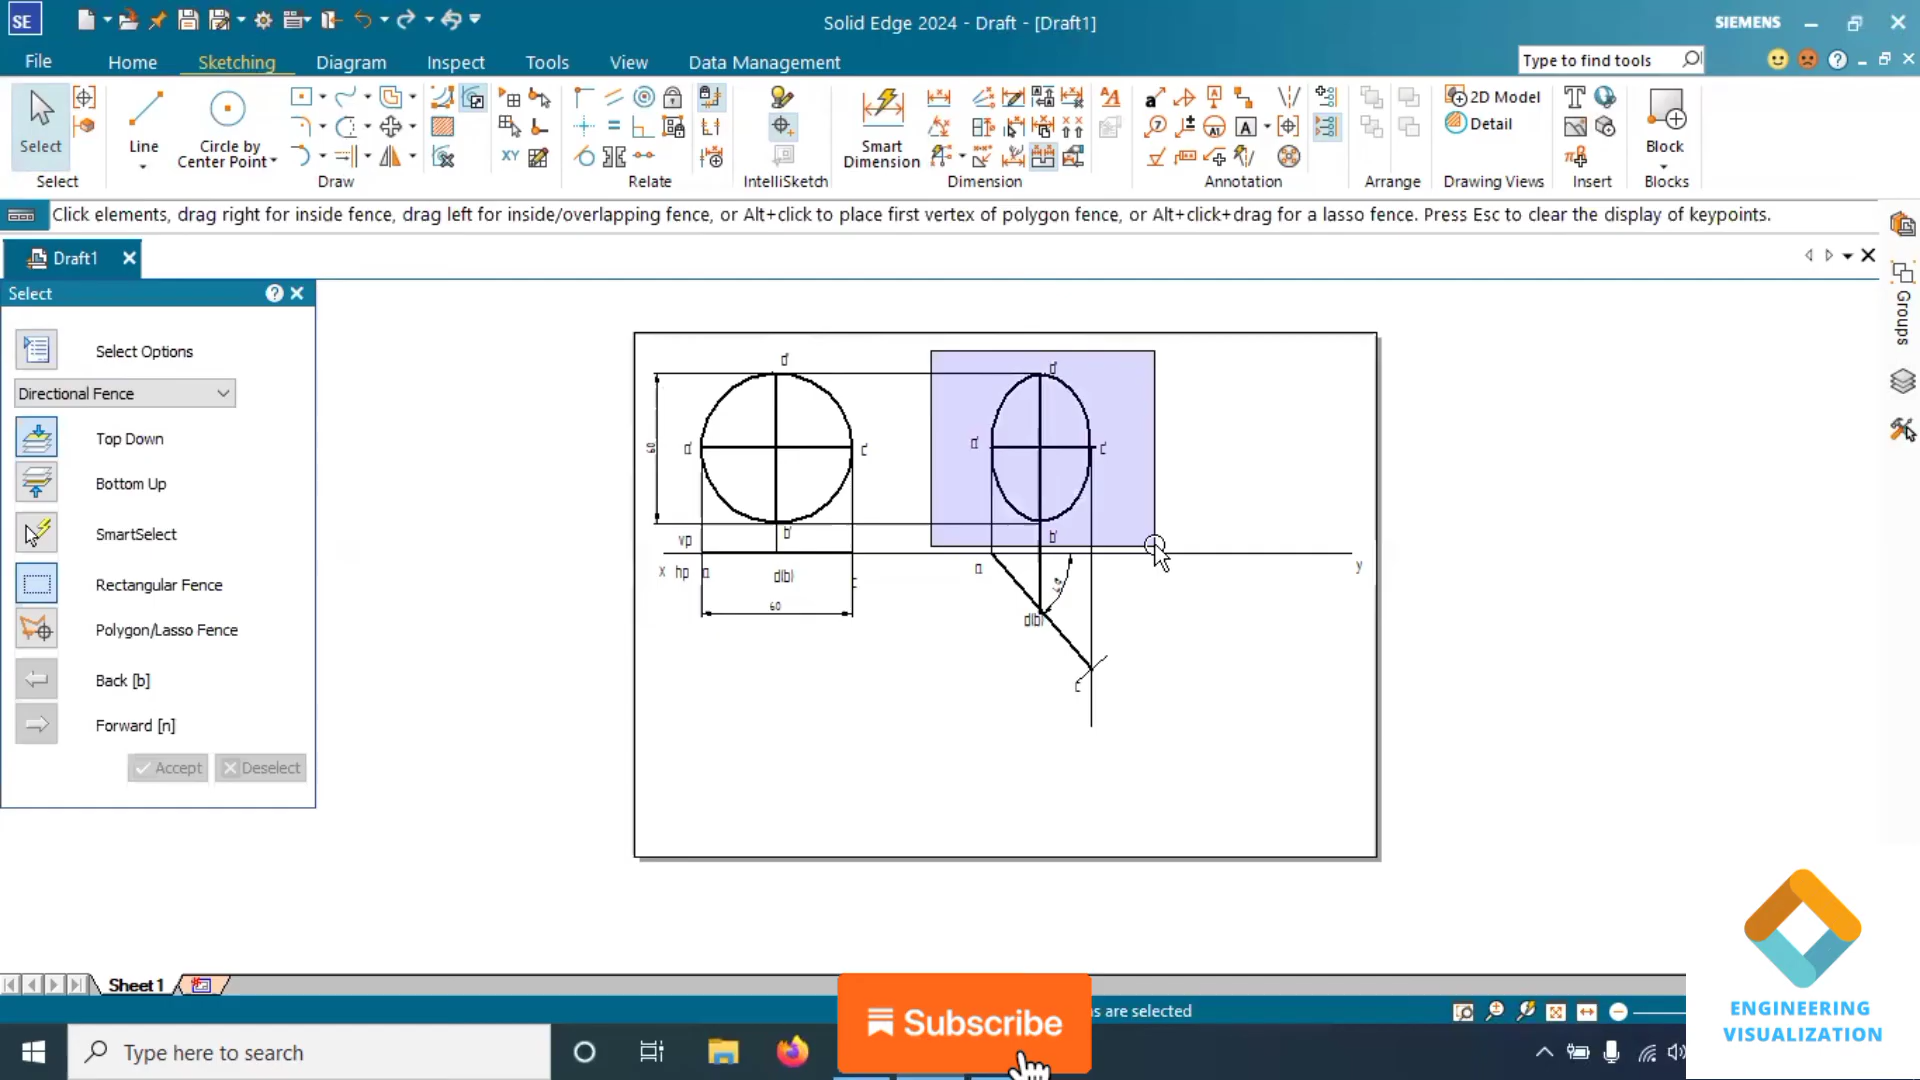 SE
Solid Edge 2024 - Draft - [Draft1]
SIEMENS
File
Home
Sketching
Diagram
Inspect
Tools
View
Data Management
Type to find tools
Select
Line
Circle by
Center Point
XY
Smart
Dimension
2D Model
Detail
Block
Select
Draw
Relate
IntelliSketch
Dimension
Annotation
Arrange
Drawing Views
Insert
Blocks
Click elements, drag right for inside fence, drag left for inside/overlapping fence, or Alt+click to place first vertex of polygon fence, or Alt+click+drag for a lasso fence. Press Esc to clear the display of keypoints.
Draft1
Select
Select Options
Directional Fence
Top Down
Bottom Up
SmartSelect
Rectangular Fence
Polygon/Lasso Fence
Back [b]
Forward [n]
Accept
Deselect
Groups
d'
d'
60
a'
c'
a'
c'
vp
b'
b'
x
hp
a
d(b)
c
a
y
60
d(b)
c
Sheet1
Subscribe
s are selected
Type here to search
ENGINEERING
VISUALIZATION